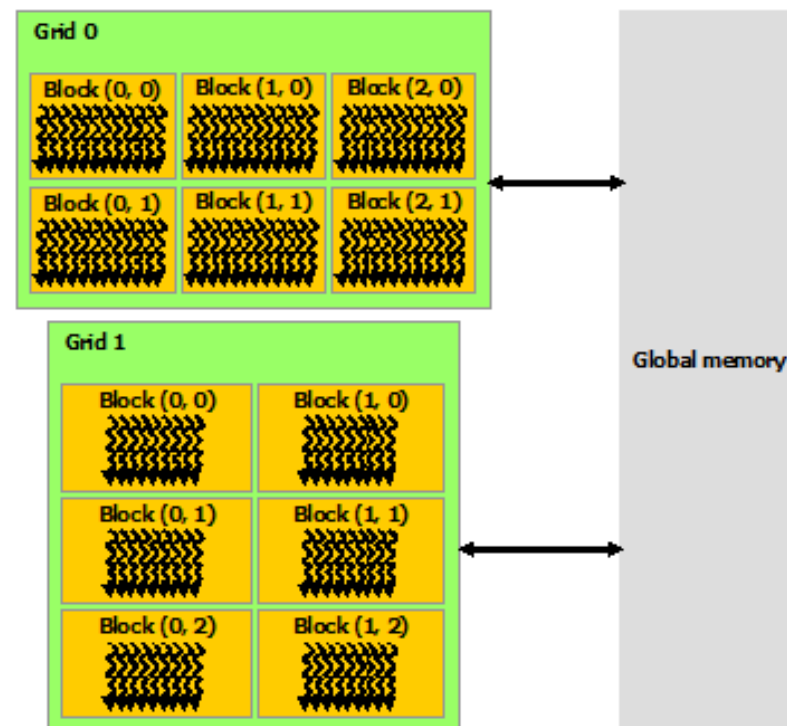 Grid 0
Block (0, 0) Block (1, 0) Block (2, 0)
Block (0, 1) Block (1, 1) Block (2, 1)
Grid 1
Global memory
Block (0, 0) Block (1, 0)
Block (0, 1) Block (1, 1)
Block (0, 2) Block (1, 2)